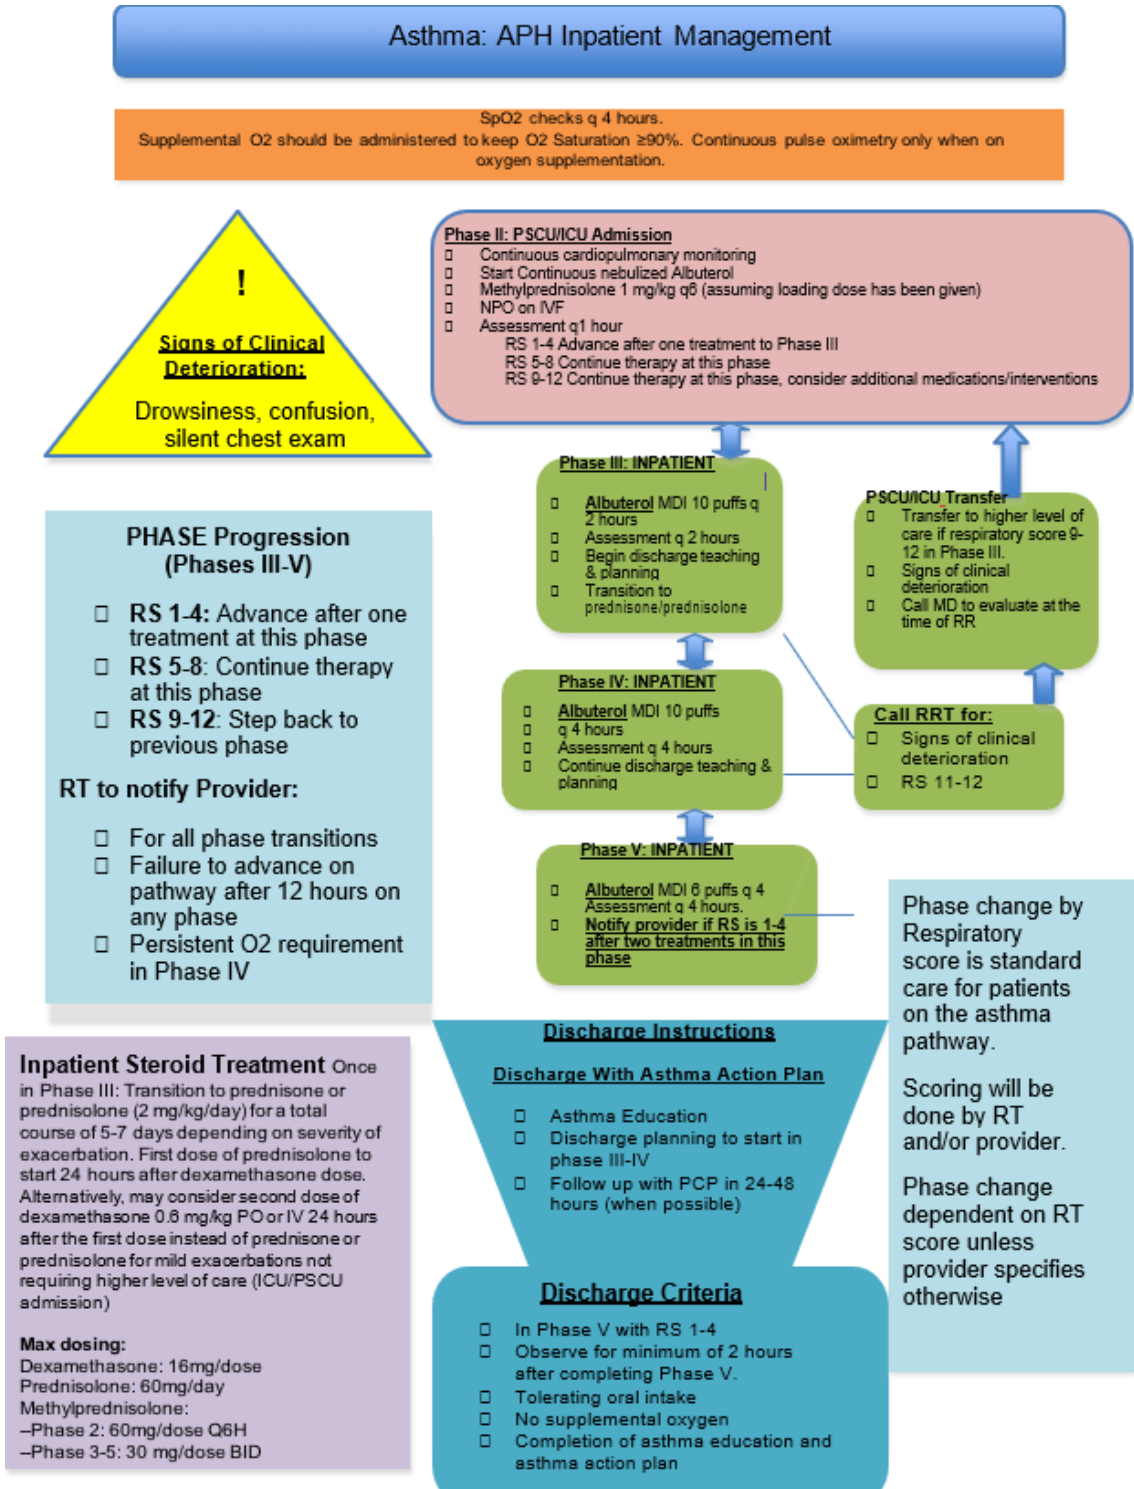 Asthma: APH Inpatient Management
SpO2 checks q 4 hours.
Supplemental O2 should be administered to keep O2 Saturation ≥90%. Continuous pulse oximetry only when on
oxygen supplementation.
!
Signs of Clinical
Deterioration:
Drowsiness, confusion,
silent chest exam
Phase II: PSCU/ICU Admission
Continuous cardiopulmonary monitoring
Start Continuous nebulized Albuterol
Methylprednisolone 1 mg/kg q6 (assuming loading dose has been given)
NPO on IVF
Assessment q1 hour
RS 1-4 Advance after one treatment to Phase III
RS 5-8 Continue therapy at this phase
RS 9-12 Continue therapy at this phase, consider additional medications/interventions
Phase III: INPATIENT
Albuterol MDI 10 puffs q
2 hours
Assessment q 2 hours
Begin discharge teaching
& planning
Transition to
prednisone/prednisolone
PSCU/ICU Transfer
Transfer to higher level of
care if respiratory score 9-
12 in Phase III.
Signs of clinical
deterioration
Call MD to evaluate at the
time of RR
PHASE Progression
(Phases III-V)
RS 1-4: Advance after one
treatment at this phase
RS 5-8: Continue therapy
at this phase
RS 9-12: Step back to
previous phase
RT to notify Provider:
For all phase transitions
Failure to advance on
pathway after 12 hours on
any phase
Persistent O2 requirement
in Phase IV
Phase IV: INPATIENT
Albuterol MDI 10 puffs
q 4 hours
Assessment q 4 hours
Continue discharge teaching &
planning
Call RRT for:
Signs of clinical
deterioration
RS 11-12
Phase V: INPATIENT
Albuterol MDI 6 puffs q 4
Assessment q 4 hours.
Notify provider if RS is 1-4
after two treatments in this
phase
Phase change by
Respiratory
score is standard
care for patients
on the asthma
pathway.
Scoring will be
done by RT
and/or provider.
Phase change
dependent on RT
score unless
provider specifies
otherwise
Inpatient Steroid Treatment Once
in Phase III: Transition to prednisone or
prednisolone (2 mg/kg/day) for a total
course of 5-7 days depending on severity of
exacerbation. First dose of prednisolone to
start 24 hours after dexamethasone dose.
Alternatively, may consider second dose of
dexamethasone 0.6 mg/kg PO or IV 24 hours
after the first dose instead of prednisone or
prednisolone for mild exacerbations not
requiring higher level of care (ICU/PSCU
admission)
Max dosing:
Dexamethasone: 16mg/dose
Prednisolone: 60mg/day
Methylprednisolone:
–Phase 2: 60mg/dose Q6H
–Phase 3-5: 30 mg/dose BID
Discharge Instructions
Discharge With Asthma Action Plan
Asthma Education
Discharge planning to start in
phase III-IV
Follow up with PCP in 24-48
hours (when possible)
Discharge Criteria
In Phase V with RS 1-4
Observe for minimum of 2 hours
after completing Phase V.
Tolerating oral intake
No supplemental oxygen
Completion of asthma education and
asthma action plan